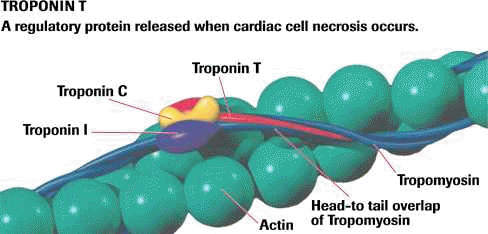 TROPONIN T
A regulatory protein released when cardiac cell necrosis occurs.
Troponin T
Troponin C
Troponin I
Tropomyosin
Head-to tail overlap
of Tropomyosin
Actin